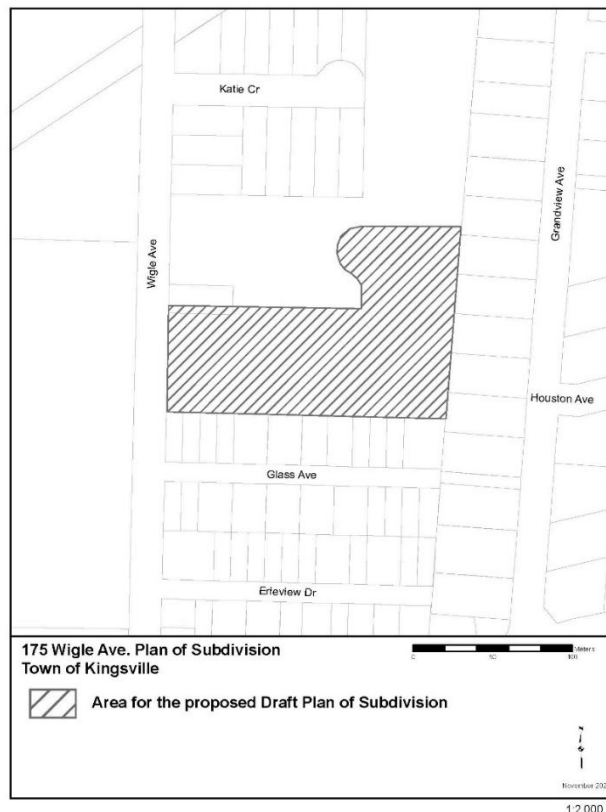 Katie Cr
Grandview Ave
Wigle Ave
Houston Ave
Glass Ave
Erieview Dr
175 Wigle Ave. Plan of Subdivision
Town of Kingsville
Meters
0 50 100
Area for the proposed Draft Plan of Subdivision
November
1:2,000